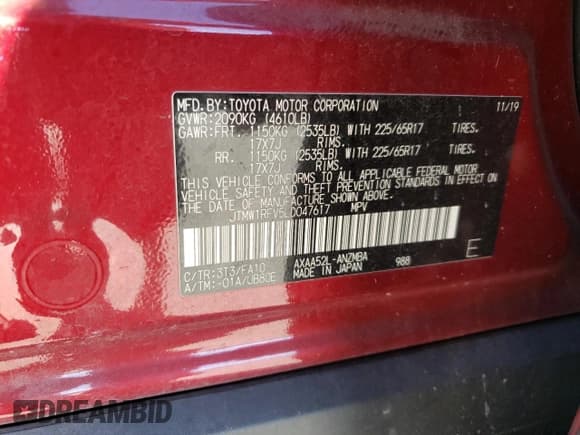 MFD. BY: TOYOTA MOTOR CORPORATION 11/19
GVWR: 2090KG (4610LB)
GAWR: FRT. 1150KG (2535LB) WITH 225/65R17 TIRES.
17X7J RIMS.
RR. 1150KG (2535LB) WITH 225/65R17 TIRES.
17X7J RIMS.
THIS VEHICLE CONFORMS TO ALL APPLICABLE FEDERAL MOTOR
VEHICLE SAFETY AND THEFT PREVENTION STANDARDS IN EFFECT ON
THE DATE OF MANUFACTURE SHOWN ABOVE.
JTMW1RFV5LD047617 MPV
C/TR: 3T3/FA10 AXAA52L-ANZMBA 988 E
A/TM: -01A/UB80E MADE IN JAPAN
DREAMBID